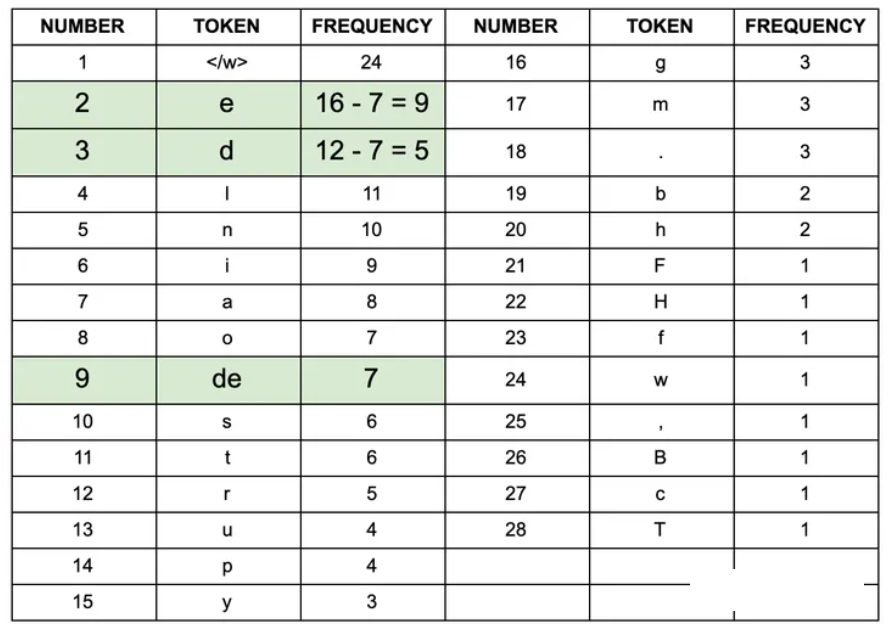 NUMBER TOKEN FREQUENCY NUMBER TOKEN FREQUENCY
1 </w> 24 16 g 3
2 e 16 - 7 = 9 17 m 3
3 d 12 - 7 = 5 18 . 3
4 l 11 19 b 2
5 n 10 20 h 2
6 i 9 21 F 1
7 a 8 22 H 1
8 o 7 23 f 1
9 de 7 24 w 1
10 s 6 25 , 1
11 t 6 26 B 1
12 r 5 27 c 1
13 u 4 28 T 1
14 p 4
15 y 3